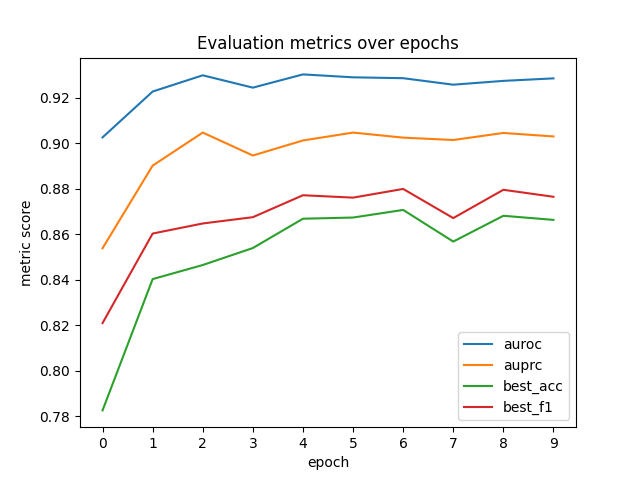 Evaluation metrics over epochs
metric score
0.92
0.90
0.88
0.86
0.84
0.82
0.80
0.78
auroc
auprc
best_acc
best_f1
0 1 2 3 4 5 6 7 8 9
epoch